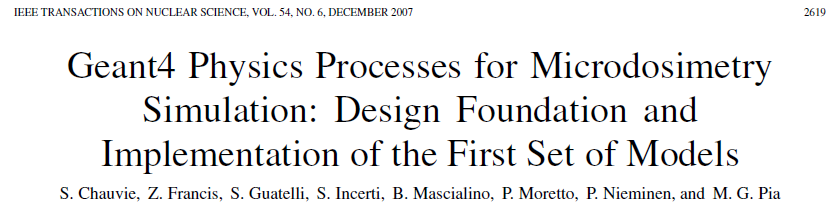 IEEE TRANSACTIONS ON NUCLEAR SCIENCE, VOL. 54, NO. 6, DECEMBER 2007 2619
Geant4 Physics Processes for Microdosimetry
Simulation: Design Foundation and
Implementation of the First Set of Models
S. Chauvie, Z. Francis, S. Guatelli, S. Incerti, B. Mascialino, P. Moretto, P. Nieminen, and M. G. Pia